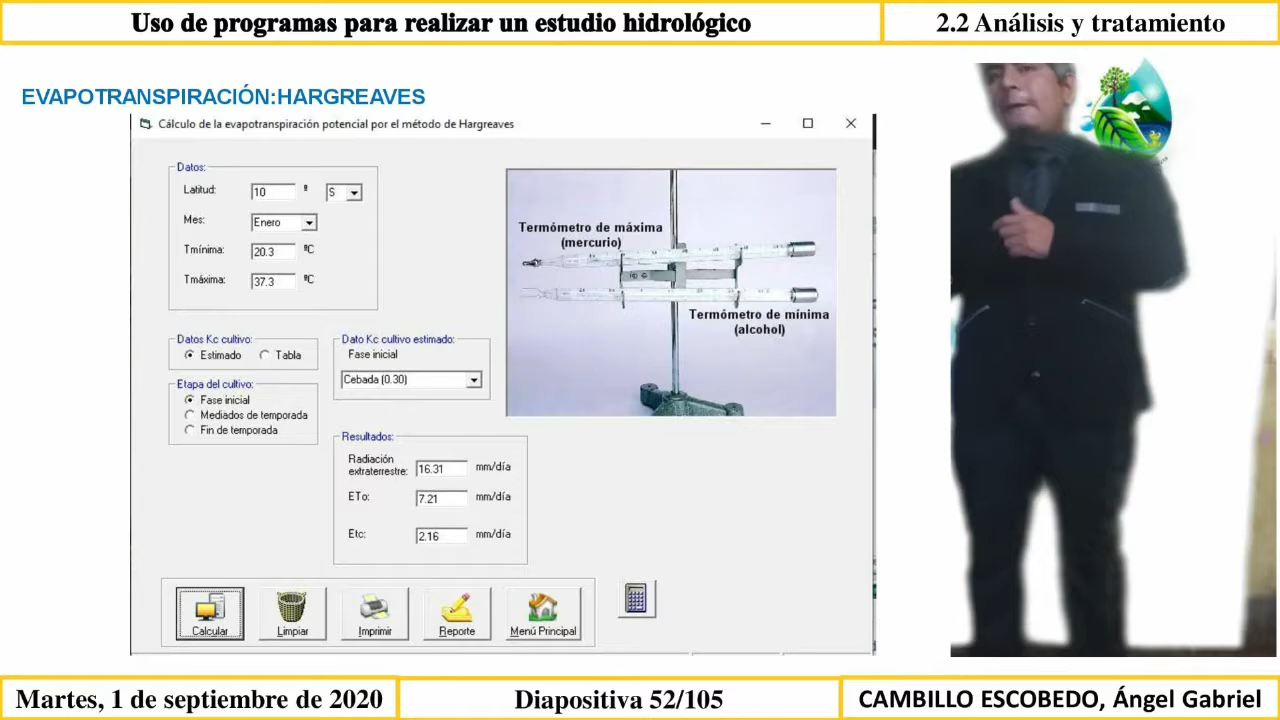 Uso de programas para realizar un estudio hidrológico
2.2 Análisis y tratamiento
EVAPOTRANSPIRACIÓN:HARGREAVES
Cálculo de la evapotranspiración potencial por el método de Hargreaves
Datos:
Latitud: 10 º S
Mes: Enero
Tmínima: 20.3 ºC
Tmáxima: 37.3 ºC
Termómetro de máxima
(mercurio)
Termómetro de mínima
(alcohol)
Datos Kc cultivo:
Estimado Tabla
Dato Kc cultivo estimado:
Fase inicial
Cebada (0.30)
Etapa del cultivo:
Fase inicial
Mediados de temporada
Fin de temporada
Resultados:
Radiación
extraterrestre: 16.31 mm/día
ETo: 7.21 mm/día
Etc: 2.16 mm/día
Calcular Limpiar Imprimir Reporte Menú Principal
Martes, 1 de septiembre de 2020
Diapositiva 52/105
CAMBILLO ESCOBEDO, Ángel Gabriel